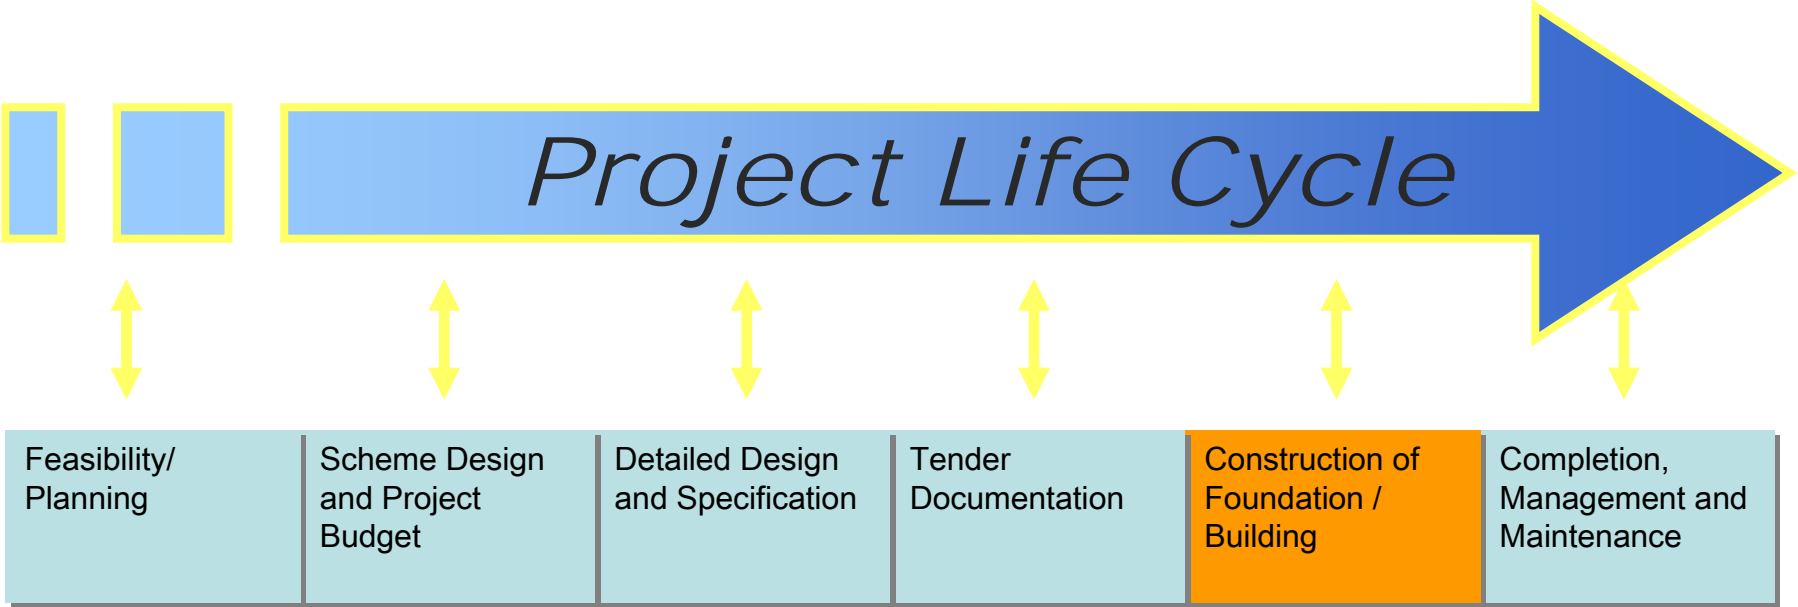 Project Life Cycle
Feasibility/
Planning
Scheme Design
and Project
Budget
Detailed Design
and Specification
Tender
Documentation
Construction of
Foundation /
Building
Completion,
Management and
Maintenance